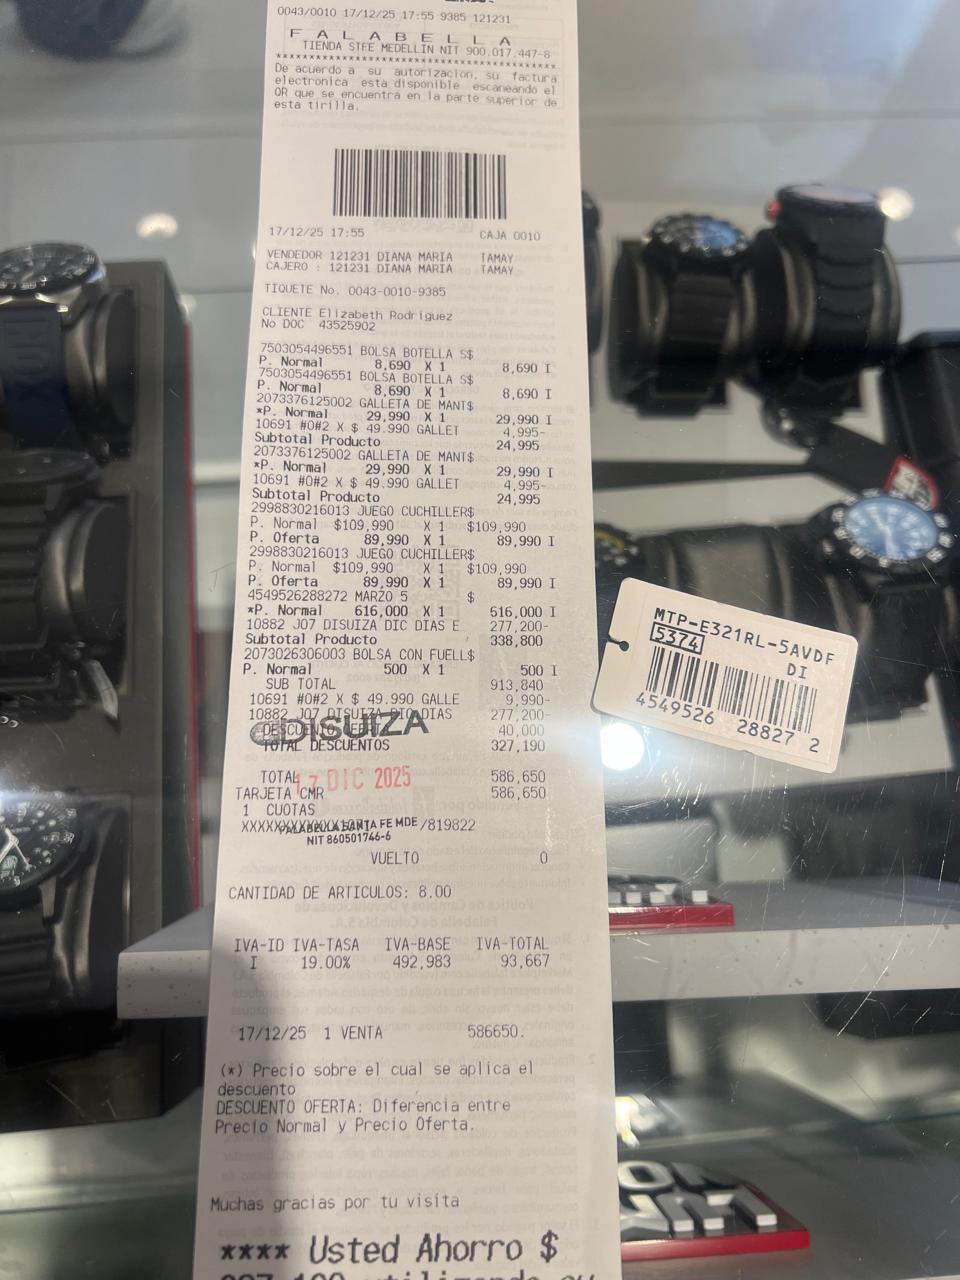 0043/0010 17/12/25 17:55 9385 121231
F A L A B E L L A
TIENDA STFE MEDELLIN NIT 900.017.447-8
****************************************
De acuerdo a su autorizacion, su factura
electronica esta disponible escaneando el
QR que se encuentra en la parte superior de
esta tirilla.
17/12/25 17:55 CAJA 0010
VENDEDOR 121231 DIANA MARIA TAMAY
CAJERO : 121231 DIANA MARIA TAMAY
TIQUETE No. 0043-0010-9385
CLIENTE Elizabeth Rodriguez
No DOC 43525902
7503054496551 BOLSA BOTELLA S$
P. Normal 8,690 X 1 8,690 I
7503054496551 BOLSA BOTELLA S$
P. Normal 8,690 X 1 8,690 I
2073376125002 GALLETA DE MANT$
*P. Normal 29,990 X 1 29,990 I
10691 #0#2 X $ 49.990 GALLET 4,995-
Subtotal Producto 24,995
2073376125002 GALLETA DE MANT$
*P. Normal 29,990 X 1 29,990 I
10691 #0#2 X $ 49.990 GALLET 4,995-
Subtotal Producto 24,995
2998830216013 JUEGO CUCHILLER$
P. Normal $109,990 X 1 $109,990
P. Oferta 89,990 X 1 89,990 I
2998830216013 JUEGO CUCHILLER$
P. Normal $109,990 X 1 $109,990
P. Oferta 89,990 X 1 89,990 I
4549526288272 MARZO 5 $
*P. Normal 616,000 X 1 616,000 I
10882 J07 DISUIZA DIC DIAS E 277,200-
Subtotal Producto 338,800
2073026306003 BOLSA CON FUELL$
P. Normal 500 X 1 500 I
SUB TOTAL 913,840
10691 #0#2 X $ 49.990 GALLE 9,990-
10882 J07 DISUIZA DIC DIAS 277,200-
DESCUENTO 40,000
DISUIZA
TOTAL DESCUENTOS 327,190
TOTAL 586,650
17 DIC 2025
TARJETA CMR 586,650
1 CUOTAS
/819822
FALABELLA SANTA FE MDE
NIT 860501746-6
VUELTO 0
CANTIDAD DE ARTICULOS: 8.00
IVA-ID IVA-TASA IVA-BASE IVA-TOTAL
I 19.00% 492,983 93,667
17/12/25 1 VENTA 586650.
(*) Precio sobre el cual se aplica el
descuento
DESCUENTO OFERTA: Diferencia entre
Precio Normal y Precio Oferta.
Muchas gracias por tu visita
**** Usted Ahorro $
MTP-E321RL-5AVDF
5374 DI
4549526 28827 2